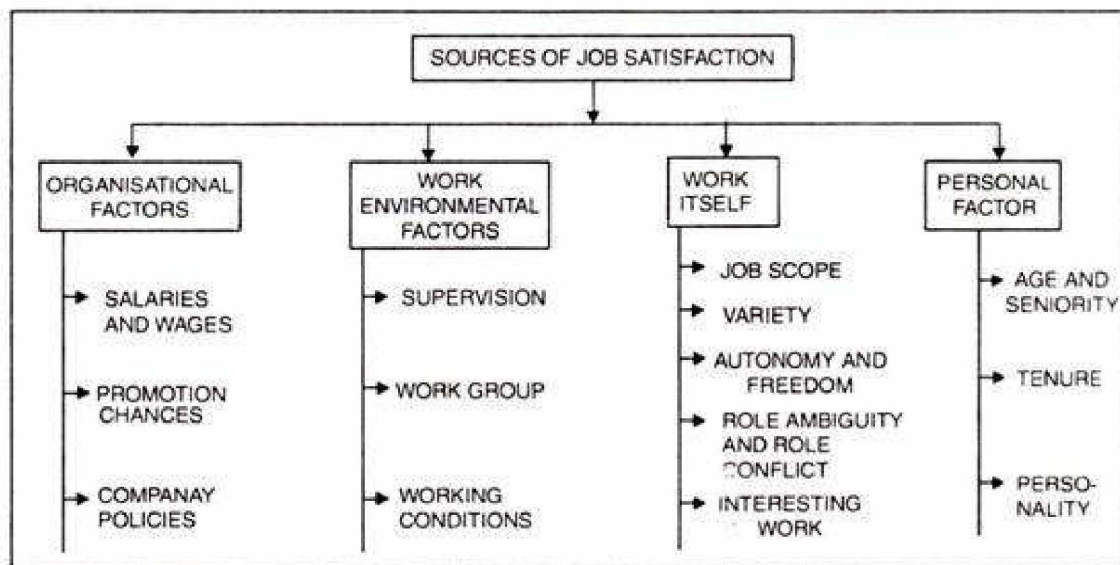 SOURCES OF JOB SATISFACTION
ORGANISATIONAL
FACTORS
SALARIES
AND WAGES
PROMOTION
CHANCES
COMPANAY
POLICIES
WORK
ENVIRONMENTAL
FACTORS
SUPERVISION
WORK GROUP
WORKING
CONDITIONS
WORK
ITSELF
JOB SCOPE
VARIETY
AUTONOMY AND
FREEDOM
ROLE AMBIGUITY
AND ROLE
CONFLICT
INTERESTING
WORK
PERSONAL
FACTOR
AGE AND
SENIORITY
TENURE
PERSO-
NALITY